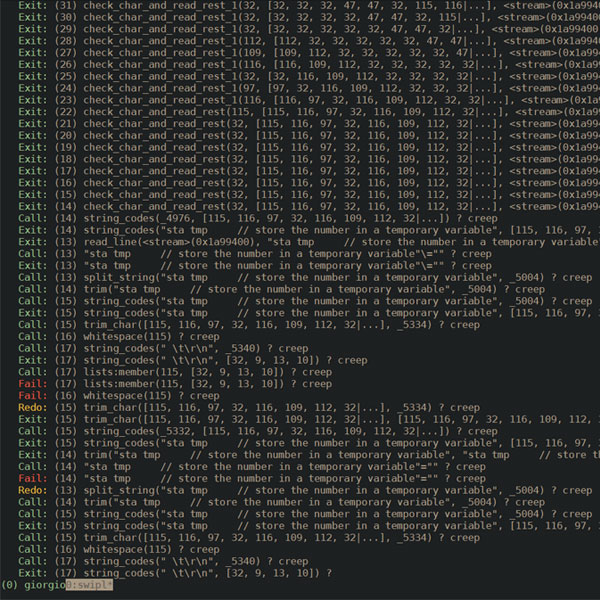 Exit: (31) check_char_and_read_rest_1(32, [32, 32, 32, 47, 47, 32, 115, 116|...], <stream>(0x1a99400
Exit: (30) check_char_and_read_rest_1(32, [32, 32, 32, 32, 47, 47, 32, 115|...], <stream>(0x1a994
Exit: (29) check_char_and_read_rest_1(32, [32, 32, 32, 32, 32, 47, 47, 32|...], <stream>(0x1a994
Exit: (28) check_char_and_read_rest_1(112, [112, 32, 32, 32, 32, 32, 47, 47|...], <stream>(0x1a9
Exit: (27) check_char_and_read_rest_1(109, [109, 112, 32, 32, 32, 32, 32, 47|...], <stream>(0x1a
Exit: (26) check_char_and_read_rest_1(116, [116, 109, 112, 32, 32, 32, 32, 32|...], <stream>(0x1
Exit: (25) check_char_and_read_rest_1(32, [32, 116, 109, 112, 32, 32, 32, 32|...], <stream>(0x1a
Exit: (24) check_char_and_read_rest_1(97, [97, 32, 116, 109, 112, 32, 32, 32|...], <stream>(0x1a
Exit: (23) check_char_and_read_rest_1(116, [116, 97, 32, 116, 109, 112, 32, 32|...], <stream>(0x
Exit: (22) check_char_and_read_rest(115, [115, 116, 97, 32, 116, 109, 112, 32|...], <stream>(0x1
Exit: (21) check_char_and_read_rest(32, [115, 116, 97, 32, 116, 109, 112, 32|...], <stream>(0x1a
Exit: (20) check_char_and_read_rest(32, [115, 116, 97, 32, 116, 109, 112, 32|...], <stream>(0x1a
Exit: (19) check_char_and_read_rest(32, [115, 116, 97, 32, 116, 109, 112, 32|...], <stream>(0x1a
Exit: (18) check_char_and_read_rest(32, [115, 116, 97, 32, 116, 109, 112, 32|...], <stream>(0x1a
Exit: (17) check_char_and_read_rest(32, [115, 116, 97, 32, 116, 109, 112, 32|...], <stream>(0x1a
Exit: (16) check_char_and_read_rest(32, [115, 116, 97, 32, 116, 109, 112, 32|...], <stream>(0x1a
Exit: (15) check_char_and_read_rest(32, [115, 116, 97, 32, 116, 109, 112, 32|...], <stream>(0x1a
Exit: (14) check_char_and_read_rest(32, [115, 116, 97, 32, 116, 109, 112, 32|...], <stream>(0x1a
Call: (14) string_codes(_4976, [115, 116, 97, 32, 116, 109, 112, 32|...]) ? creep
Exit: (14) string_codes("sta tmp     // store the number in a temporary variable", [115, 116, 97, 3
Exit: (13) read_line(<stream>(0x1a99400), "sta tmp     // store the number in a temporary variable"
Call: (13) "sta tmp     // store the number in a temporary variable"\="" ? creep
Exit: (13) "sta tmp     // store the number in a temporary variable"\="" ? creep
Call: (13) split_string("sta tmp     // store the number in a temporary variable", _5004) ? creep
Call: (14) trim("sta tmp     // store the number in a temporary variable", _5004) ? creep
Call: (15) string_codes("sta tmp     // store the number in a temporary variable", _5332) ? creep
Exit: (15) string_codes("sta tmp     // store the number in a temporary variable", [115, 116, 97, 3
Call: (15) trim_char([115, 116, 97, 32, 116, 109, 112, 32|...], _5334) ? creep
Call: (16) whitespace(115) ? creep
Call: (17) string_codes(" \t\r\n", _5340) ? creep
Exit: (17) string_codes(" \t\r\n", [32, 9, 13, 10]) ? creep
Call: (17) lists:member(115, [32, 9, 13, 10]) ? creep
Fail: (17) lists:member(115, [32, 9, 13, 10]) ? creep
Fail: (16) whitespace(115) ? creep
Redo: (15) trim_char([115, 116, 97, 32, 116, 109, 112, 32|...], _5334) ? creep
Exit: (15) trim_char([115, 116, 97, 32, 116, 109, 112, 32|...], [115, 116, 97, 32, 116, 109, 112,
Call: (15) string_codes(_5332, [115, 116, 97, 32, 116, 109, 112, 32|...]) ? creep
Exit: (15) string_codes("sta tmp     // store the number in a temporary variable", [115, 116, 97, 3
Exit: (14) trim("sta tmp     // store the number in a temporary variable", "sta tmp     // store th
Call: (14) "sta tmp     // store the number in a temporary variable"="" ? creep
Fail: (14) "sta tmp     // store the number in a temporary variable"="" ? creep
Redo: (13) split_string("sta tmp     // store the number in a temporary variable", _5004) ? creep
Call: (14) trim("sta tmp     // store the number in a temporary variable", _5004) ? creep
Call: (15) string_codes("sta tmp     // store the number in a temporary variable", _5332) ? creep
Exit: (15) string_codes("sta tmp     // store the number in a temporary variable", [115, 116, 97, 3
Call: (15) trim_char([115, 116, 97, 32, 116, 109, 112, 32|...], _5334) ? creep
Call: (16) whitespace(115) ? creep
Call: (17) string_codes(" \t\r\n", _5340) ? creep
Exit: (17) string_codes(" \t\r\n", [32, 9, 13, 10]) ?
(0) giorgio 0:swipl*